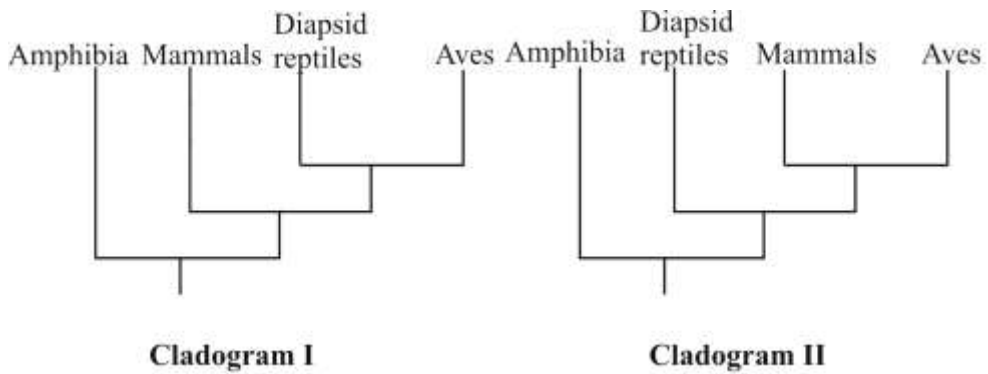 Amphibia Mammals Diapsid reptiles Aves
Amphibia Diapsid reptiles Mammals Aves
Cladogram I
Cladogram II